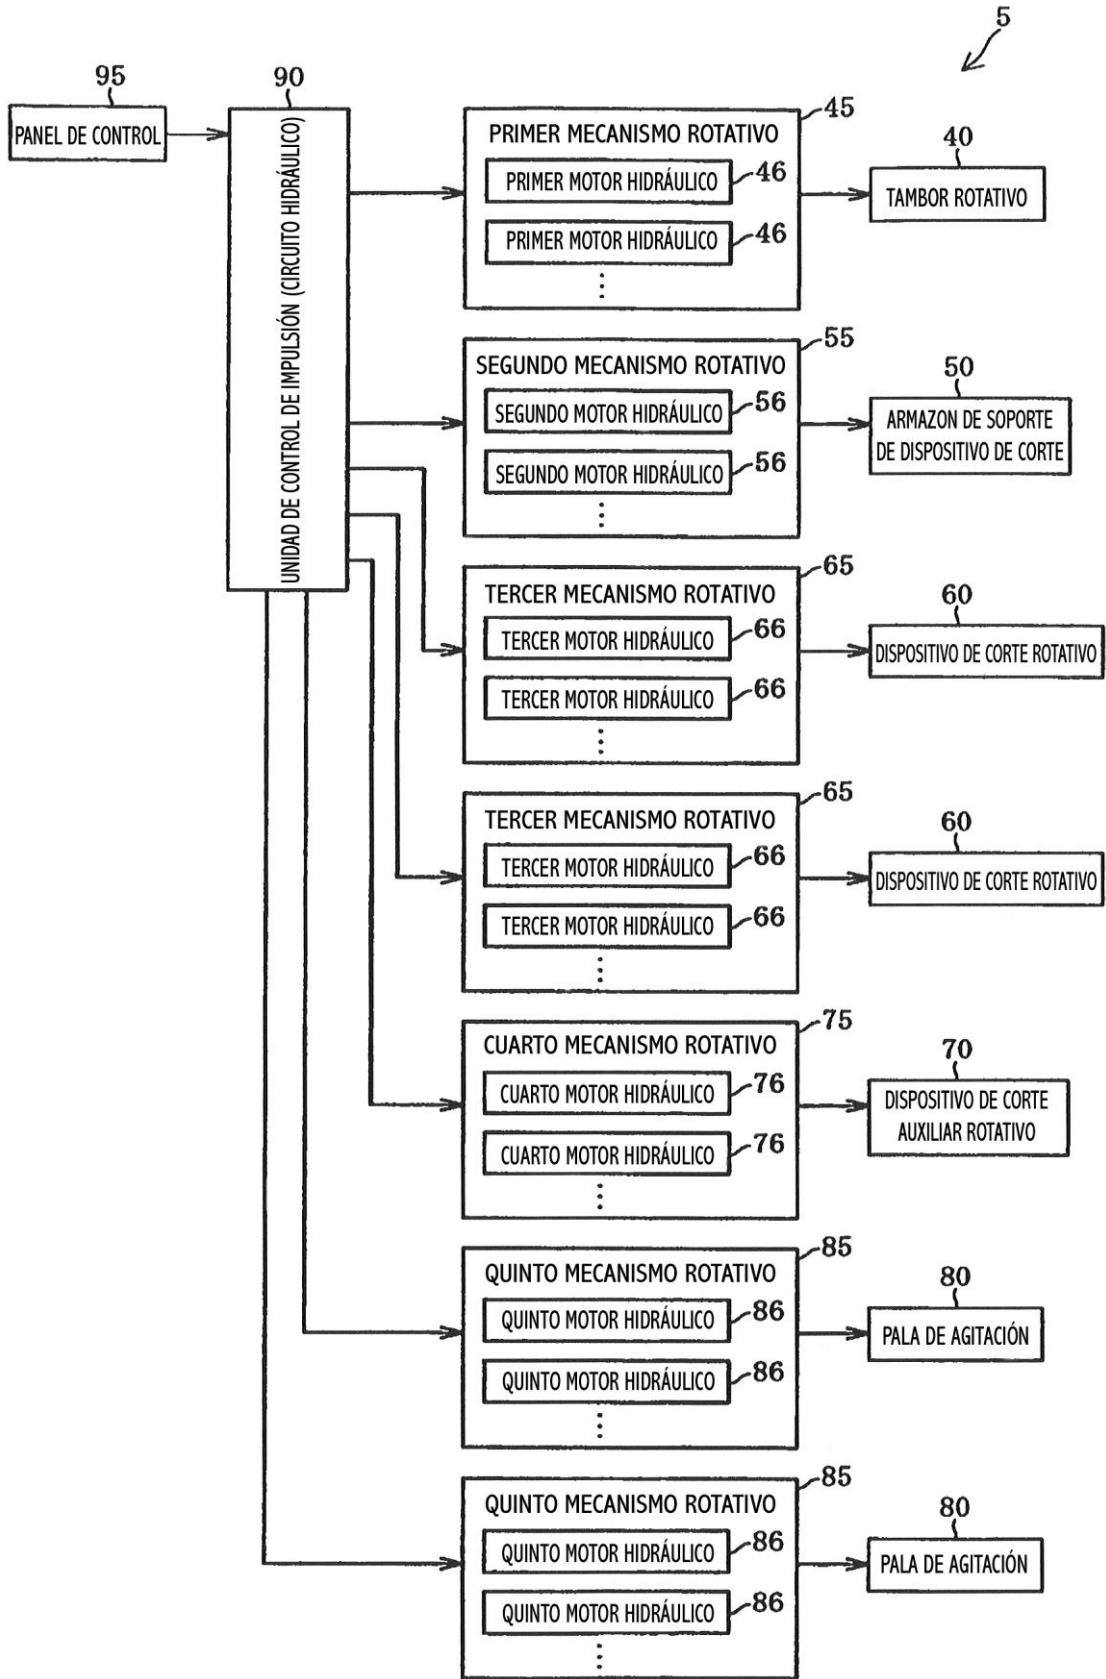 5
95
PANEL DE CONTROL
90
UNIDAD DE CONTROL DE IMPULSIÓN (CIRCUITO HIDRÁULICO)
45
PRIMER MECANISMO ROTATIVO
PRIMER MOTOR HIDRÁULICO
46
PRIMER MOTOR HIDRÁULICO
46
40
TAMBOR ROTATIVO
55
SEGUNDO MECANISMO ROTATIVO
SEGUNDO MOTOR HIDRÁULICO
56
SEGUNDO MOTOR HIDRÁULICO
56
50
ARMAZON DE SOPORTE
DE DISPOSITIVO DE CORTE
65
TERCER MECANISMO ROTATIVO
TERCER MOTOR HIDRÁULICO
66
TERCER MOTOR HIDRÁULICO
66
60
DISPOSITIVO DE CORTE ROTATIVO
65
TERCER MECANISMO ROTATIVO
TERCER MOTOR HIDRÁULICO
66
TERCER MOTOR HIDRÁULICO
66
60
DISPOSITIVO DE CORTE ROTATIVO
75
CUARTO MECANISMO ROTATIVO
CUARTO MOTOR HIDRÁULICO
76
CUARTO MOTOR HIDRÁULICO
76
70
DISPOSITIVO DE CORTE
AUXILIAR ROTATIVO
85
QUINTO MECANISMO ROTATIVO
QUINTO MOTOR HIDRÁULICO
86
QUINTO MOTOR HIDRÁULICO
86
80
PALA DE AGITACIÓN
85
QUINTO MECANISMO ROTATIVO
QUINTO MOTOR HIDRÁULICO
86
QUINTO MOTOR HIDRÁULICO
86
80
PALA DE AGITACIÓN